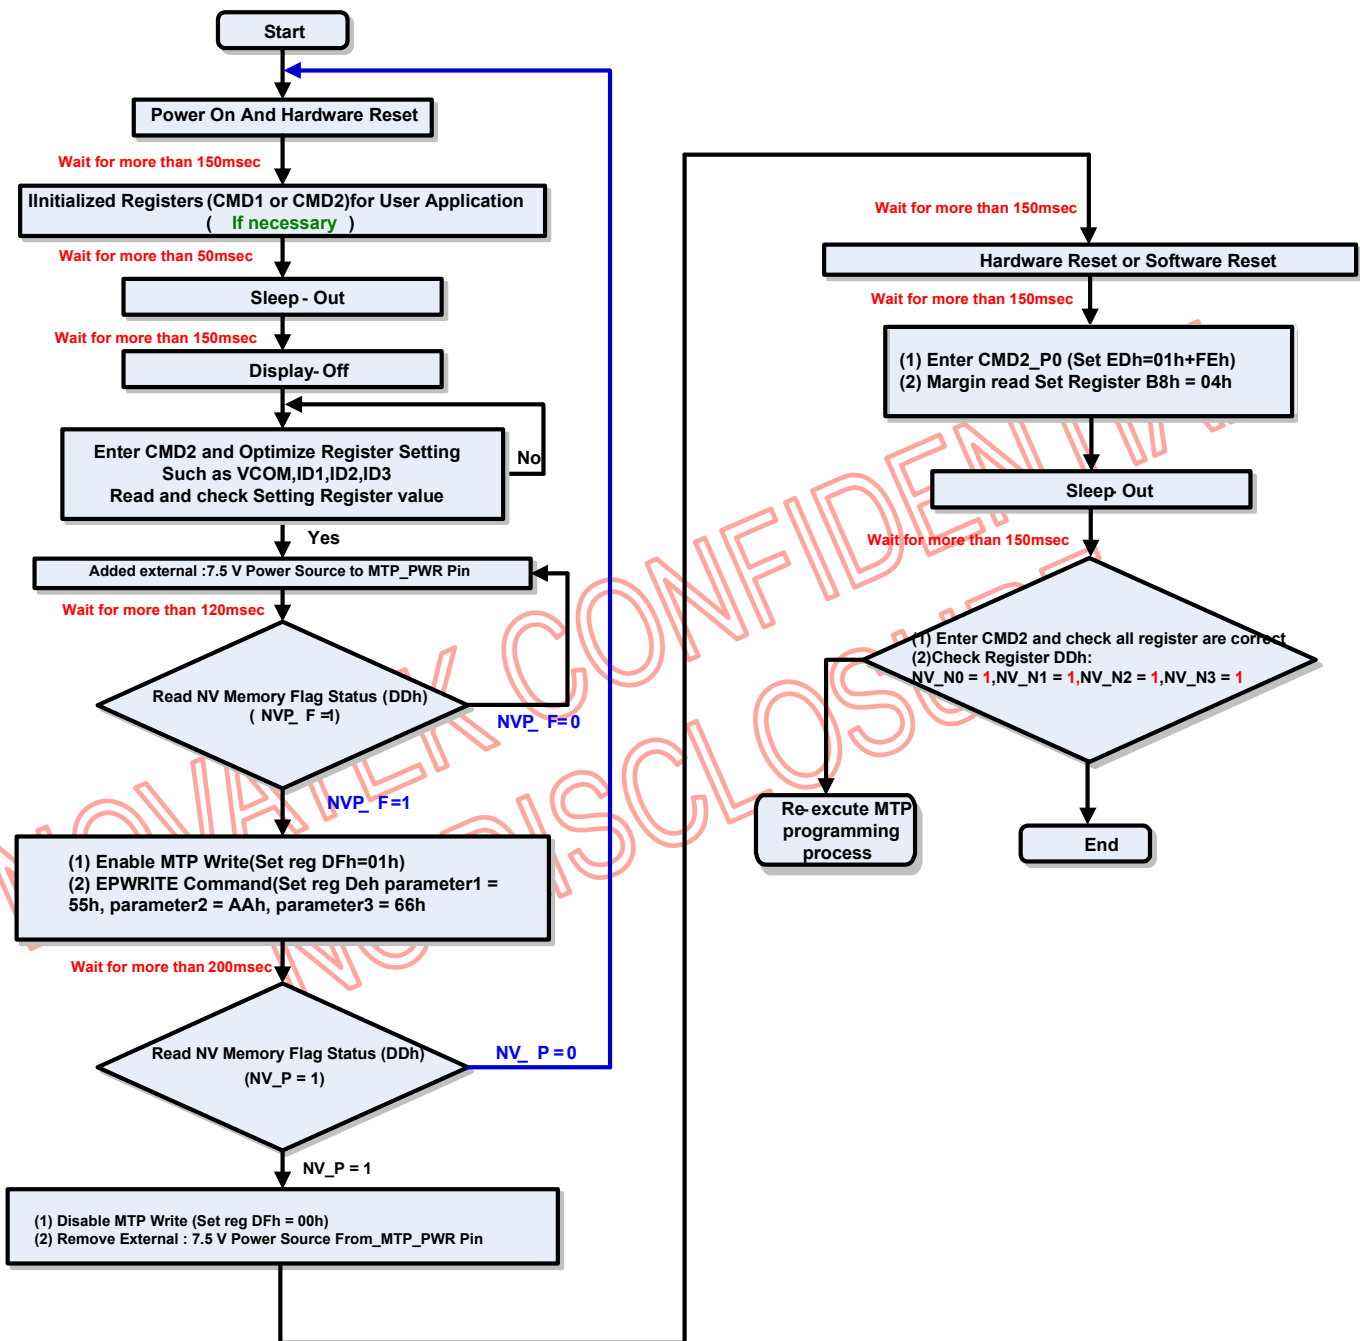 Start
Power On And Hardware Reset
Wait for more than 150msec
IInitialized Registers (CMD1 or CMD2)for User Application
( If necessary )
Wait for more than 50msec
Sleep - Out
Wait for more than 150msec
Display- Off
Enter CMD2 and Optimize Register Setting
Such as VCOM,ID1,ID2,ID3
Read and check Setting Register value
No
Yes
Added external :7.5 V Power Source to MTP_PWR Pin
Wait for more than 120msec
Read NV Memory Flag Status (DDh)
( NVP_ F =1)
NVP_ F= 0
NVP_ F=1
(1) Enable MTP Write(Set reg DFh=01h)
(2) EPWRITE Command(Set reg Deh parameter1 =
55h, parameter2 = AAh, parameter3 = 66h
Wait for more than 200msec
Read NV Memory Flag Status (DDh)
(NV_P = 1)
NV_ P = 0
NV_P = 1
(1) Disable MTP Write (Set reg DFh = 00h)
(2) Remove External : 7.5 V Power Source From_MTP_PWR Pin
Wait for more than 150msec
Hardware Reset or Software Reset
Wait for more than 150msec
(1) Enter CMD2_P0 (Set EDh=01h+FEh)
(2) Margin read Set Register B8h = 04h
Sleep- Out
Wait for more than 150msec
(1) Enter CMD2 and check all register are correct
(2)Check Register DDh:
NV_N0 = 1,NV_N1 = 1,NV_N2 = 1,NV_N3 = 1
Re-excute MTP
programming
process
End
NOVATEK CONFIDENTIAL
NO DISCLOSURE